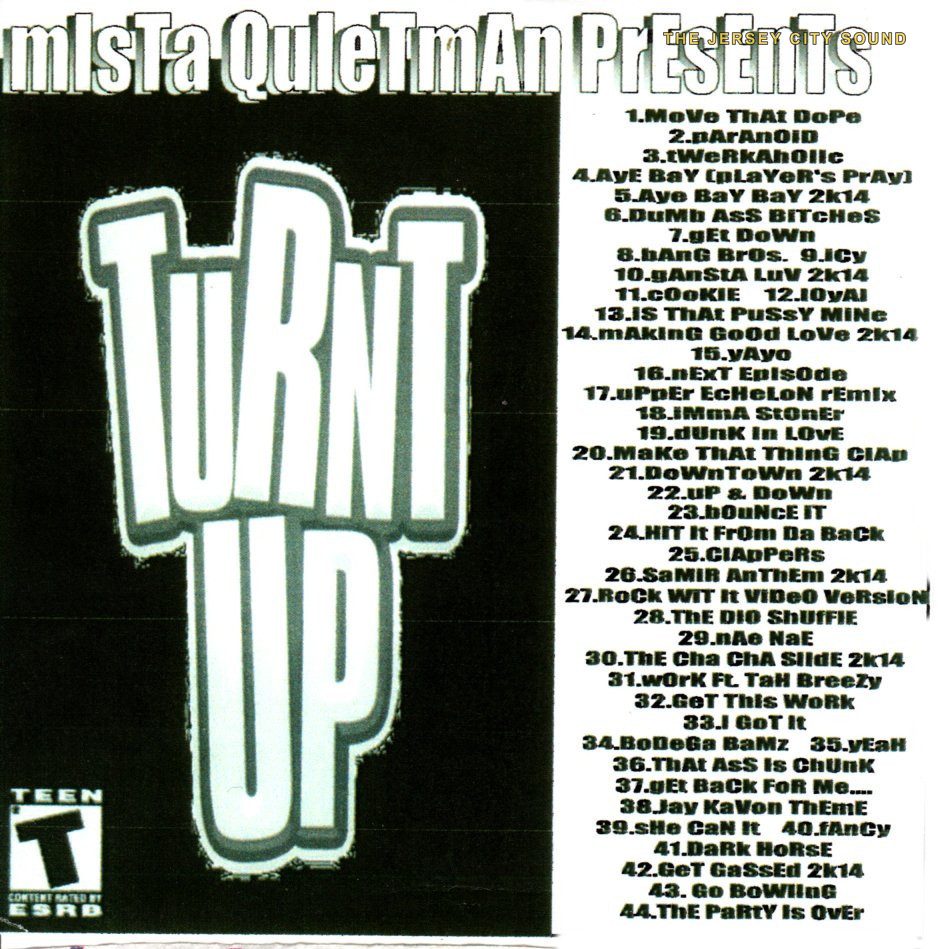 mIsTa QuIeTmAn PrEsEnTs
THE JERSEY CITY SOUND
TURNT
UP
TEEN
T
CONTENT RATED BY
ESRB
1.MoVe ThAt DoPe
2.pArAnOiD
3.tWeRkAhOlIc
4.AyE BaY (pLaYeR's PrAy)
5.Aye BaY BaY 2k14
6.DuMb AsS BiTcHeS
7.gEt DoWn
8.bAnG BrOs. 9.iCy
10.gAnStA LuV 2k14
11.cOoKIE 12.lOyAl
13.iS ThAt PuSsY MiNe
14.mAkInG GoOd LoVe 2k14
15.yAyo
16.nExT EpIsOde
17.uPpEr EcHeLoN rEmIx
18.iMmA StOnEr
19.dUnK In LOvE
20.MaKe ThAt ThInG ClAp
21.DoWnToWn 2k14
22.uP & DoWn
23.bOuNcE iT
24.HiT It FrOm Da BaCk
25.ClApPeRs
26.SaMiR AnThEm 2k14
27.RoCk WiT It ViDeO VeRsIoN
28.ThE DlO ShUfFlE
29.nAe NaE
30.ThE Cha ChA SlIdE 2k14
31.wOrK Ft. TaH BreeZy
32.GeT ThIs WoRk
33.I GoT It
34.BoDeGa BaMz 35.yEaH
36.ThAt AsS Is ChUnK
37.gEt BaCk FoR Me....
38.Jay KaVon ThEmE
39.sHe CaN It 40.fAnCy
41.DaRk HoRsE
42.GeT GaSsEd 2k14
43. Go BoWlInG
44.ThE PaRtY Is OvEr